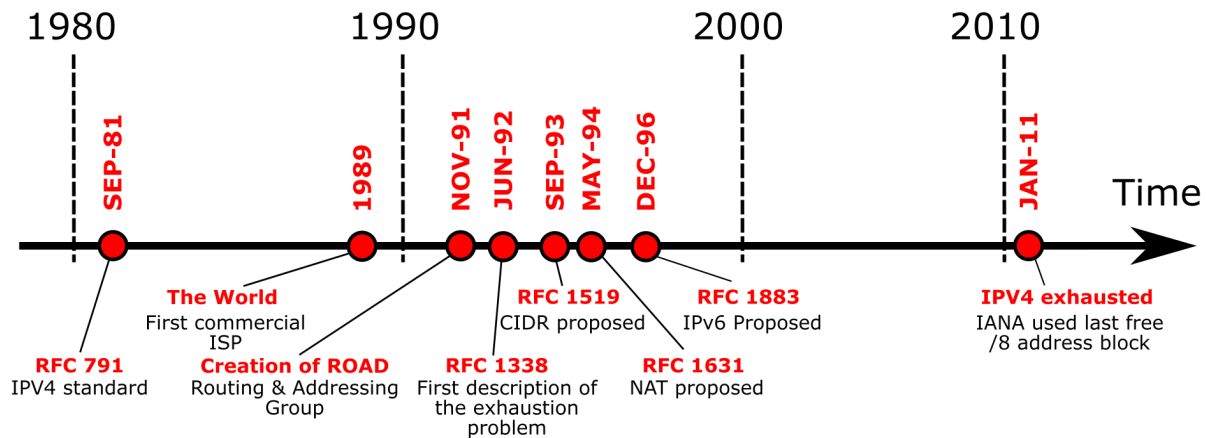 1980
1990
2000
2010
SEP-81
1989
NOV-91
JUN-92
SEP-93
MAY-94
DEC-96
JAN-11
Time
The World
First commercial
ISP
RFC 1519
CIDR proposed
RFC 1883
IPv6 Proposed
IPV4 exhausted
IANA used last free
/8 address block
RFC 791
IPV4 standard
Creation of ROAD
Routing & Addressing
Group
RFC 1338
First description of
the exhaustion
problem
RFC 1631
NAT proposed